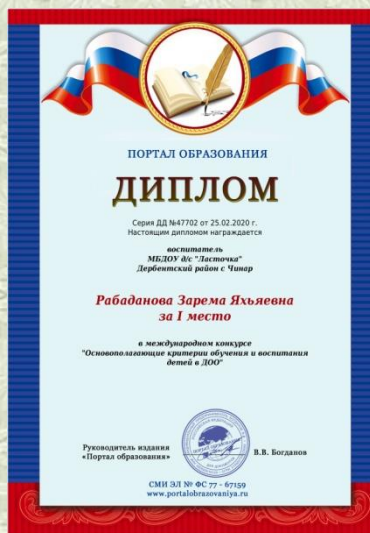 ПОРТАЛ ОБРАЗОВАНИЯ
ДИПЛОМ
Серия ДД №47702 от 25.02.2020 г.
Настоящим дипломом награждается
воспитатель
МБДОУ д/с "Ласточка"
Дербентский район с Чинар
Рабаданова Зарема Яхъяевна
за I место
в международном конкурсе
"Основополагающие критерии обучения и воспитания
детей в ДОО"
Руководитель издания
«Портал образования»
В.В. Богданов
СМИ ЭЛ № ФС 77 - 67159
www.portalobrazovaniya.ru